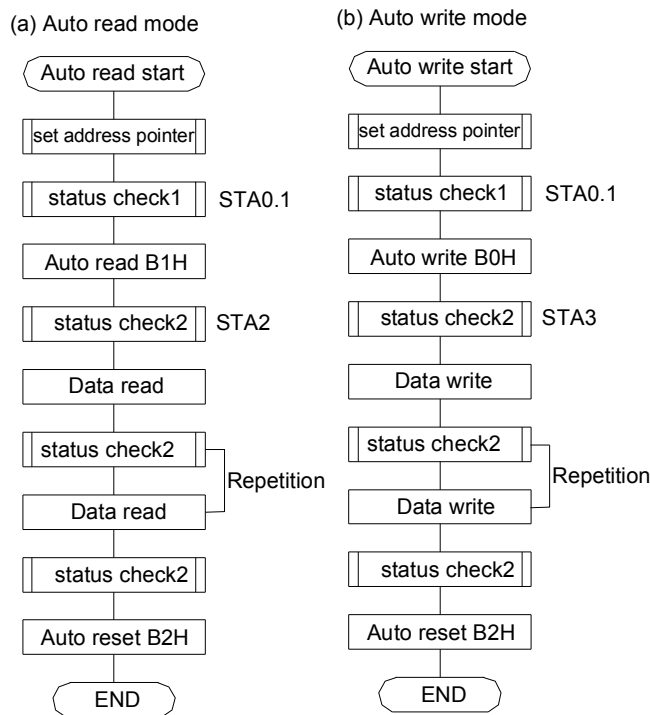 (a) Auto read mode
Auto read start
set address pointer
status check1
STA0.1
Auto read B1H
status check2
STA2
Data read
status check2
Repetition
Data read
status check2
Auto reset B2H
END
(b) Auto write mode
Auto write start
set address pointer
status check1
STA0.1
Auto write B0H
status check2
STA3
Data write
status check2
Repetition
Data write
status check2
Auto reset B2H
END